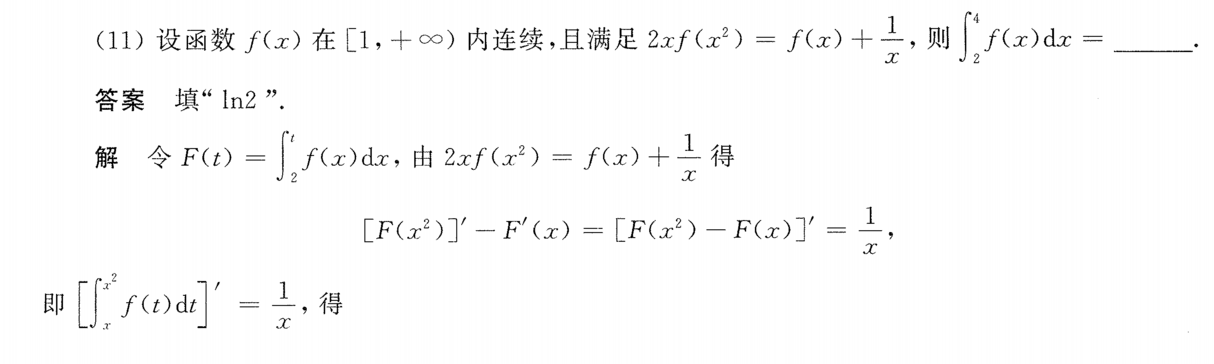 (11) 设函数 f(x) 在 [1, +∞) 内连续,且满足 2xf(x²) = f(x) + 1/x, 则 ∫₂⁴ f(x)dx = ______.
答案 填“ ln2 ”.
解 令 F(t) = ∫₂ᵗ f(x)dx, 由 2xf(x²) = f(x) + 1/x 得
[F(x²)]′ − F′(x) = [F(x²) − F(x)]′ = 1/x,
即 [∫ₓ^{x²} f(t)dt]′ = 1/x, 得